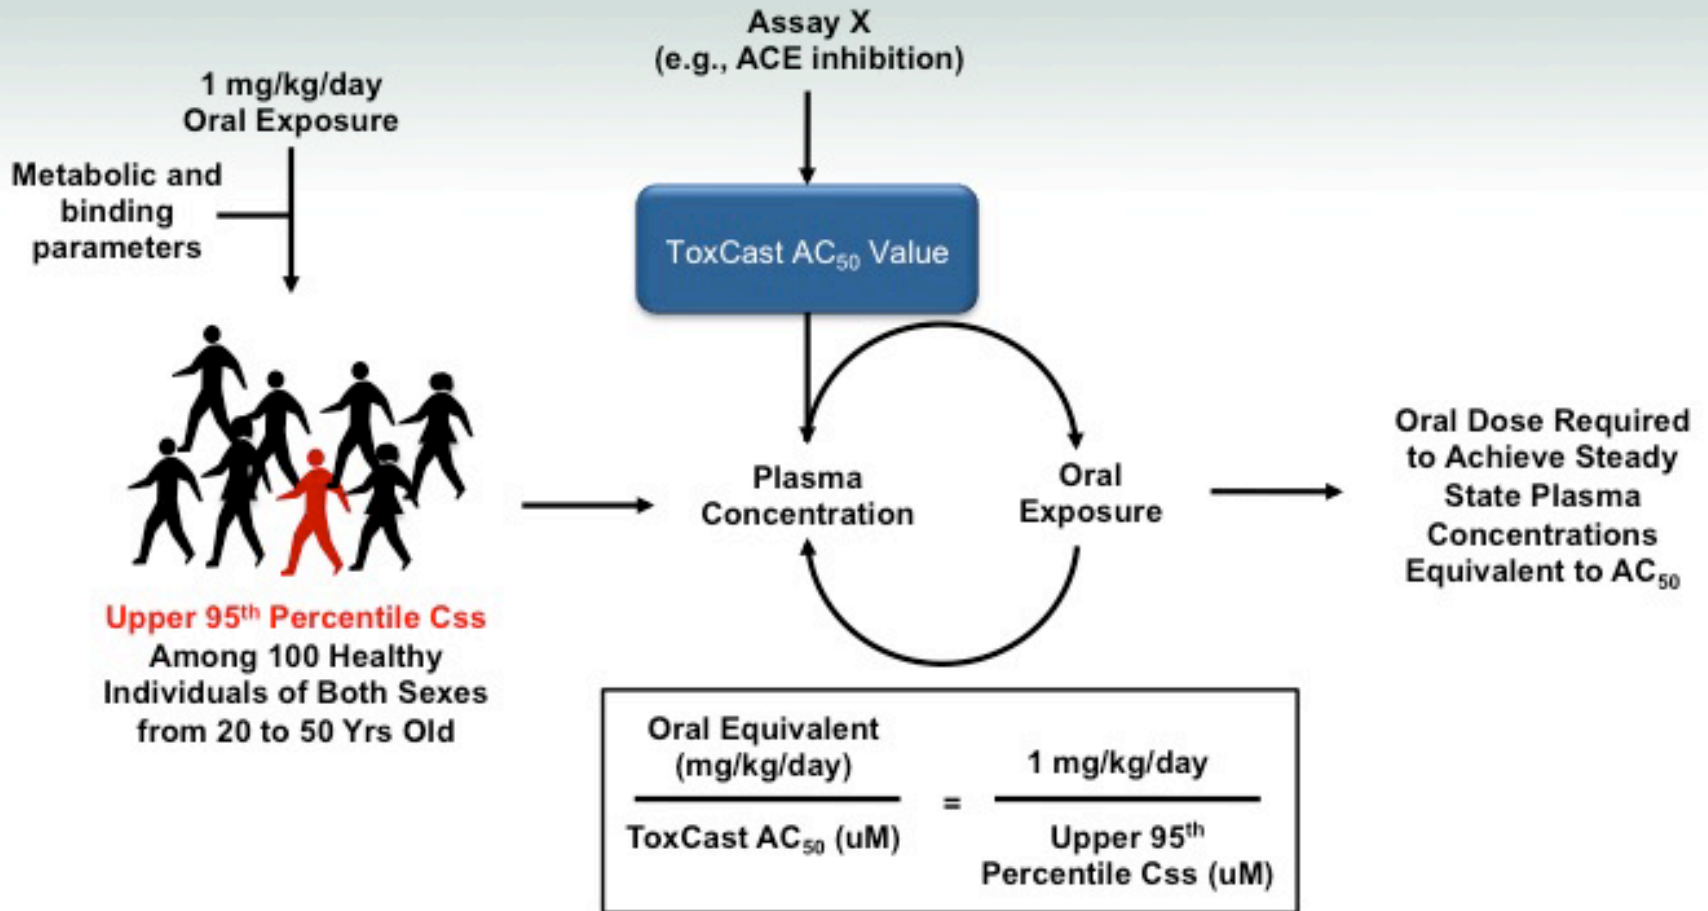 Assay X
(e.g., ACE inhibition)
1 mg/kg/day
Oral Exposure
Metabolic and
binding
parameters
ToxCast AC₅₀ Value
Plasma
Concentration
Oral
Exposure
Oral Dose Required
to Achieve Steady
State Plasma
Concentrations
Equivalent to AC₅₀
Upper 95ᵗʰ Percentile Css
Among 100 Healthy
Individuals of Both Sexes
from 20 to 50 Yrs Old
Oral Equivalent
(mg/kg/day)
ToxCast AC₅₀ (uM)
=
1 mg/kg/day
Upper 95ᵗʰ
Percentile Css (uM)